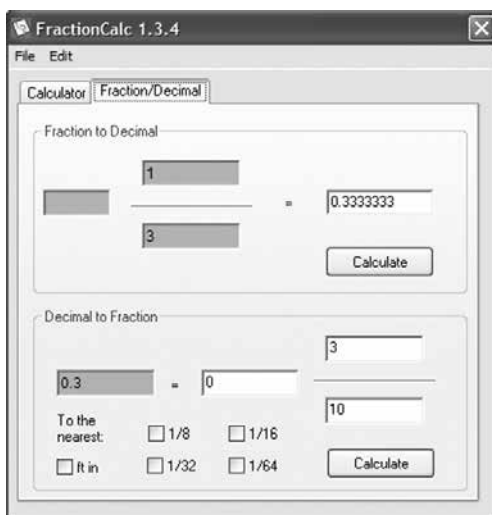 FractionCalc 1.3.4
File Edit
Calculator Fraction/Decimal
Fraction to Decimal
1
= 0.3333333
3
Calculate
Decimal to Fraction
3
0.3 = 0
10
To the
nearest: 1/8 1/16
ft in 1/32 1/64 Calculate